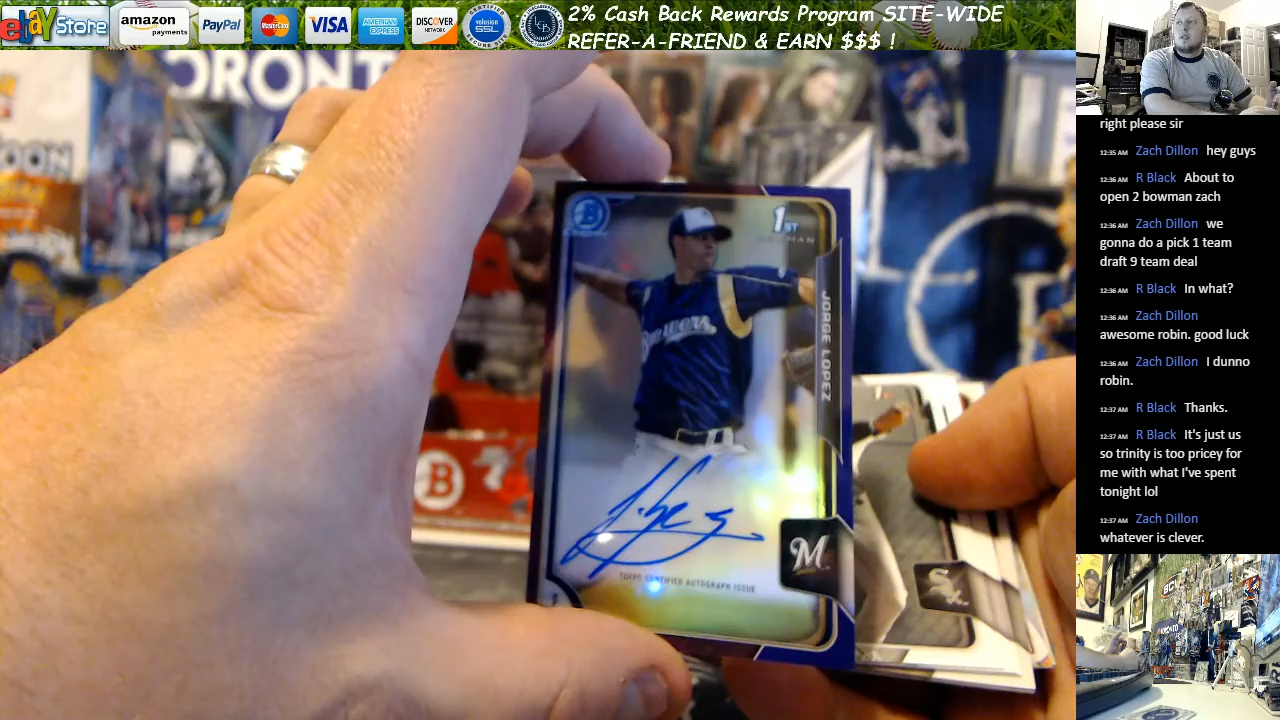 ebay Store
amazon
payments
PayPal
MasterCard
VISA
AMERICAN
EXPRESS
DISCOVER
NETWORK
volusion
SSL
2% Cash Back Rewards Program SITE-WIDE
REFER-A-FRIEND & EARN $$$ !
ORONTO
OON
B
1ST
BOWMAN
JORGE LOPEZ
Brewers
M
TOPPS CERTIFIED AUTOGRAPH ISSUE
Sox
B
right please sir
12:35 AM Zach Dillon hey guys
12:36 AM R Black About to
open 2 bowman zach
12:36 AM Zach Dillon we
gonna do a pick 1 team
draft 9 team deal
12:36 AM R Black In what?
12:36 AM Zach Dillon
awesome robin. good luck
12:36 AM Zach Dillon I dunno
robin.
12:37 AM R Black Thanks.
12:37 AM R Black It's just us
so trinity is too pricey for
me with what I've spent
tonight lol
12:37 AM Zach Dillon
whatever is clever.